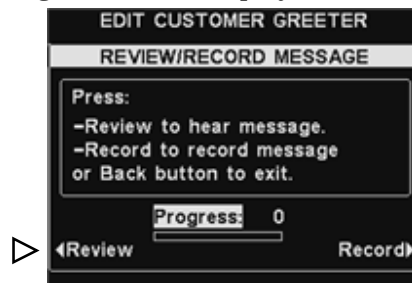 EDIT CUSTOMER GREETER
REVIEW/RECORD MESSAGE
Press:
-Review to hear message.
-Record to record message
or Back button to exit.
Progress: 0
Review Record